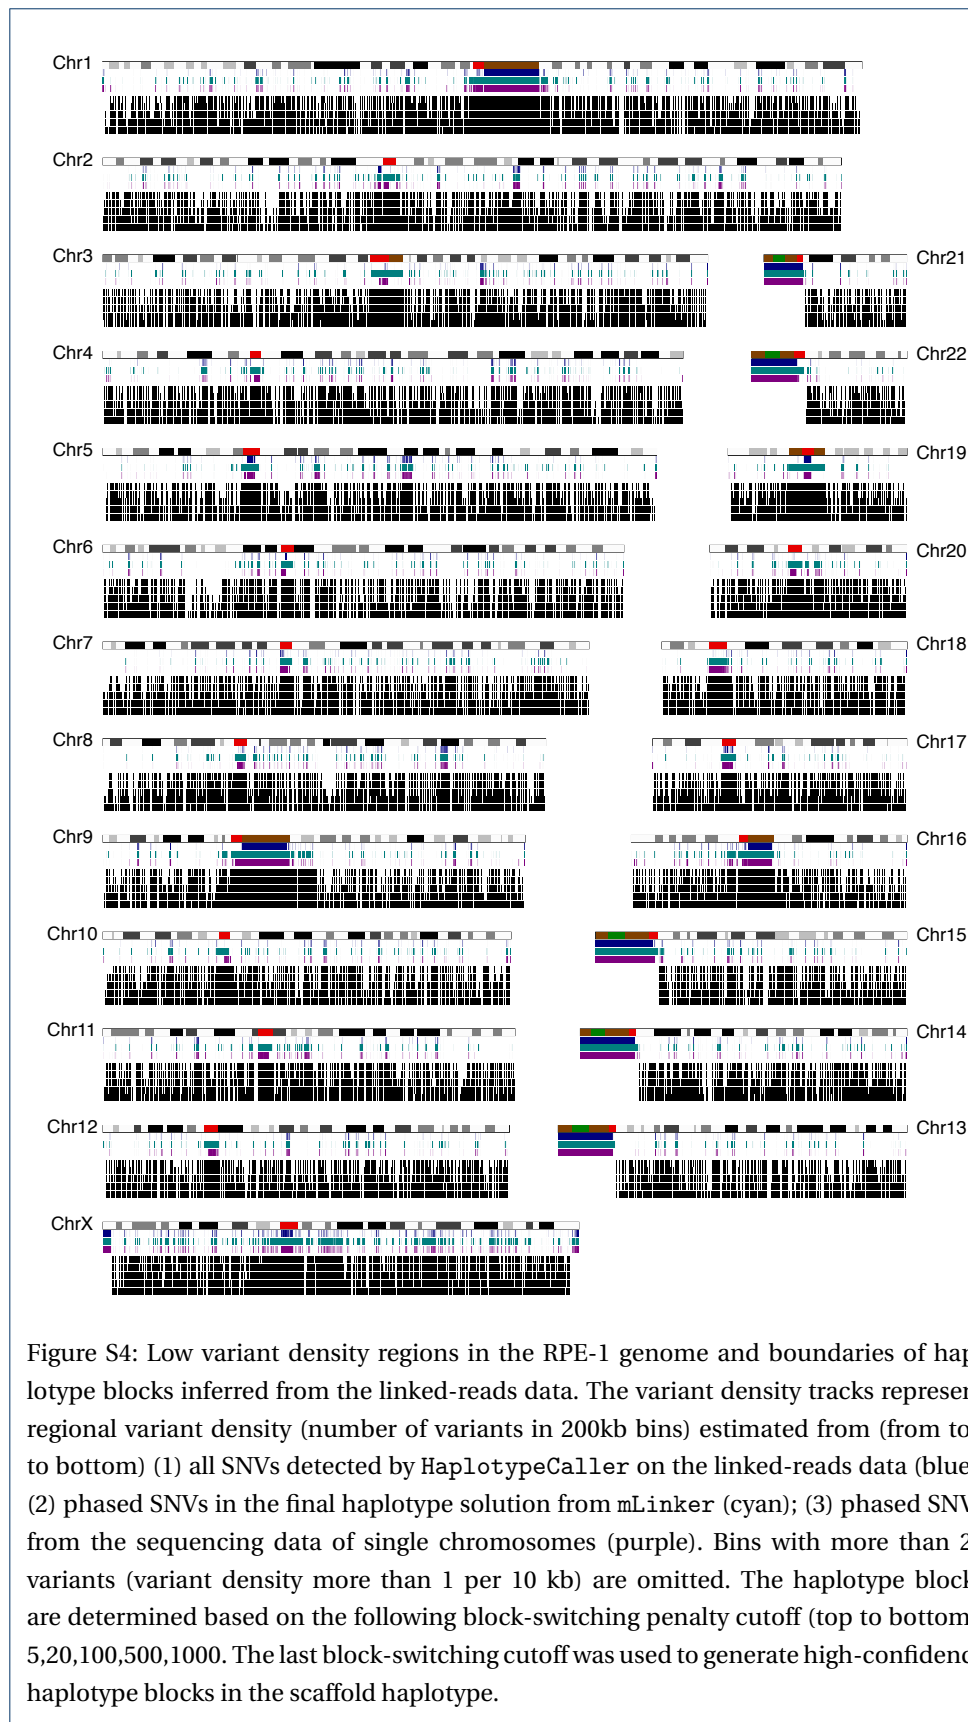 Chr1
Chr2
Chr3
Chr21
Chr4
Chr22
Chr5
Chr19
Chr6
Chr20
Chr7
Chr18
Chr8
Chr17
Chr9
Chr16
Chr10
Chr15
Chr11
Chr14
Chr12
Chr13
ChrX
Figure S4: Low variant density regions in the RPE-1 genome and boundaries of hap
lotype blocks inferred from the linked-reads data. The variant density tracks represen
regional variant density (number of variants in 200kb bins) estimated from (from to
to bottom) (1) all SNVs detected by HaplotypeCaller on the linked-reads data (blue
(2) phased SNVs in the final haplotype solution from mLinker (cyan); (3) phased SNV
from the sequencing data of single chromosomes (purple). Bins with more than 2
variants (variant density more than 1 per 10 kb) are omitted. The haplotype block
are determined based on the following block-switching penalty cutoff (top to bottom
5,20,100,500,1000. The last block-switching cutoff was used to generate high-confidenc
haplotype blocks in the scaffold haplotype.